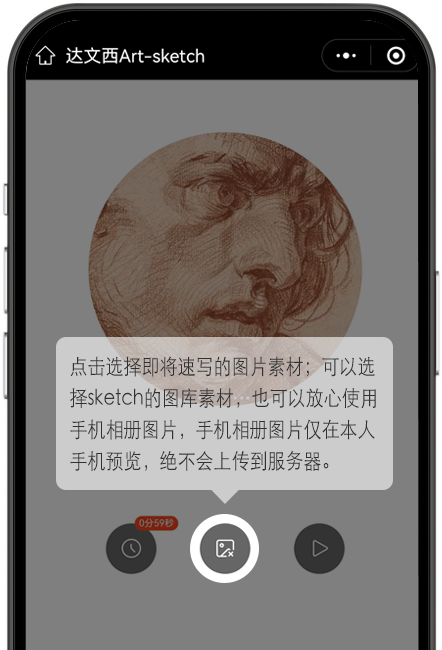 达文西Art-sketch
点击选择即将速写的图片素材；可以选
择sketch的图库素材，也可以放心使用
手机相册图片，手机相册图片仅在本人
手机预览，绝不会上传到服务器。
0分59秒